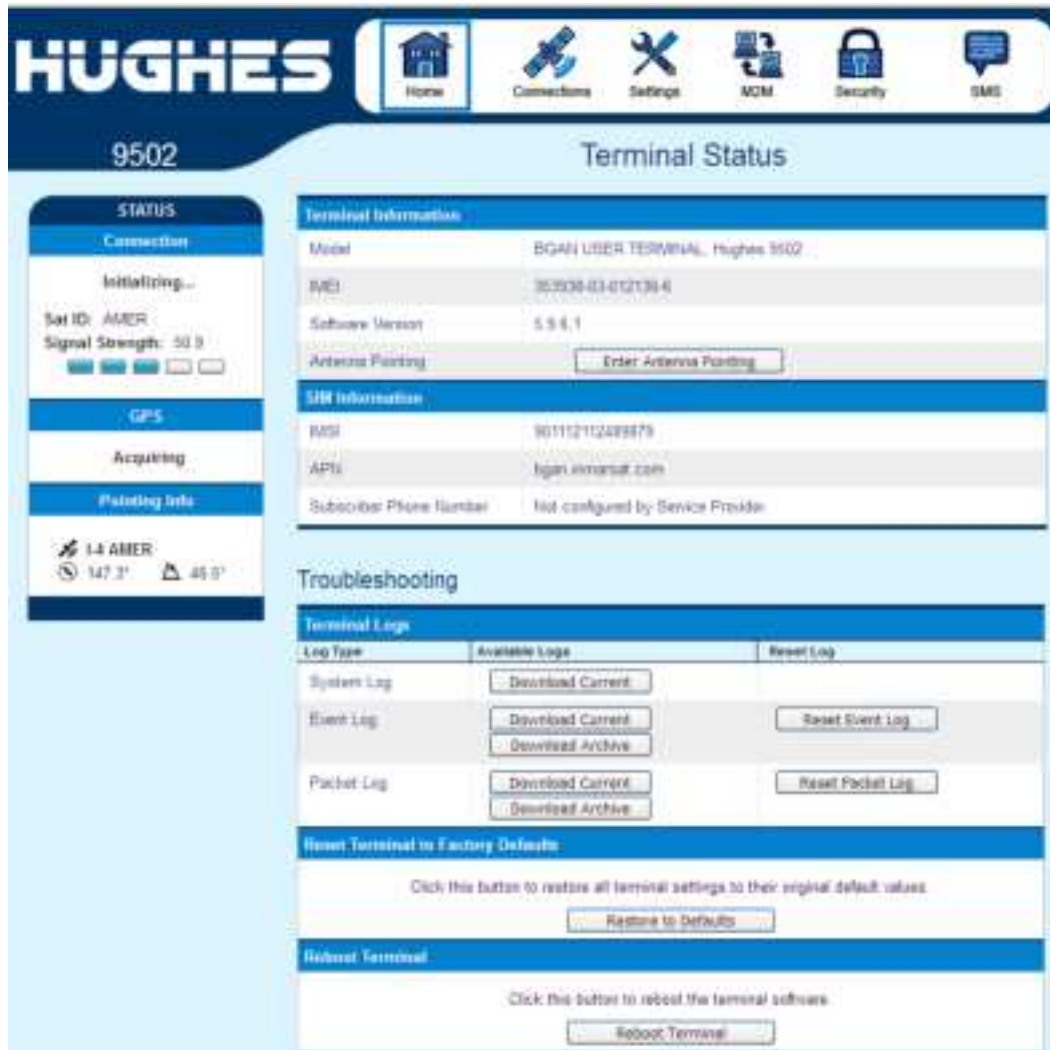 HUGHES
Home
Connections
Settings
M2M
Security
SMS
9502
Terminal Status
STATUS
Connection
Initializing...
Sat ID: AMER
Signal Strength: 50.9
GPS
Acquiring
Pointing Info
I-4 AMER
147.3°
Terminal Information
Model BGAN USER TERMINAL, Hughes 9502
IMEI
Software Version 5.9.6.1
Antenna Pointing Enter Antenna Pointing
SIM Information
IMSI
APN bgan.inmarsat.com
Subscriber Phone Number Not configured by Service Provider
Troubleshooting
Terminal Logs
Log Type Available Logs Reset Log
System Log Download Current
Event Log Download Current Reset Event Log
Download Archive
Packet Log Download Current Reset Packet Log
Download Archive
Reset Terminal to Factory Defaults
Click this button to restore all terminal settings to their original default values.
Restore to Defaults
Reboot Terminal
Click this button to reboot the terminal software.
Reboot Terminal